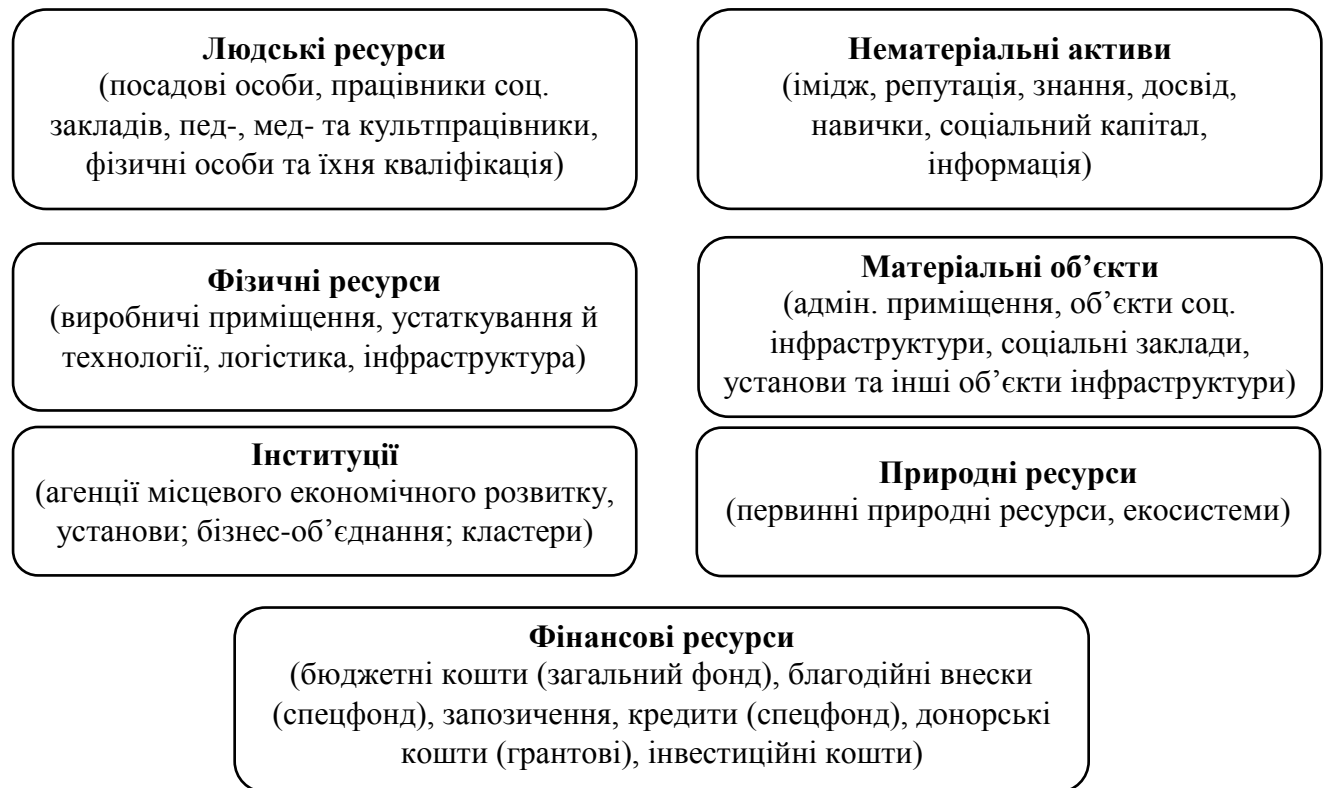 Людські ресурси
(посадові особи, працівники соц.
закладів, пед-, мед- та культпрацівники,
фізичні особи та їхня кваліфікація)
Нематеріальні активи
(імідж, репутація, знання, досвід,
навички, соціальний капітал,
інформація)
Фізичні ресурси
(виробничі приміщення, устаткування й
технології, логістика, інфраструктура)
Матеріальні об’єкти
(адмін. приміщення, об’єкти соц.
інфраструктури, соціальні заклади,
установи та інші об’єкти інфраструктури)
Інституції
(агенції місцевого економічного розвитку,
установи; бізнес-об’єднання; кластери)
Природні ресурси
(первинні природні ресурси, екосистеми)
Фінансові ресурси
(бюджетні кошти (загальний фонд), благодійні внески
(спецфонд), запозичення, кредити (спецфонд), донорські
кошти (грантові), інвестиційні кошти)